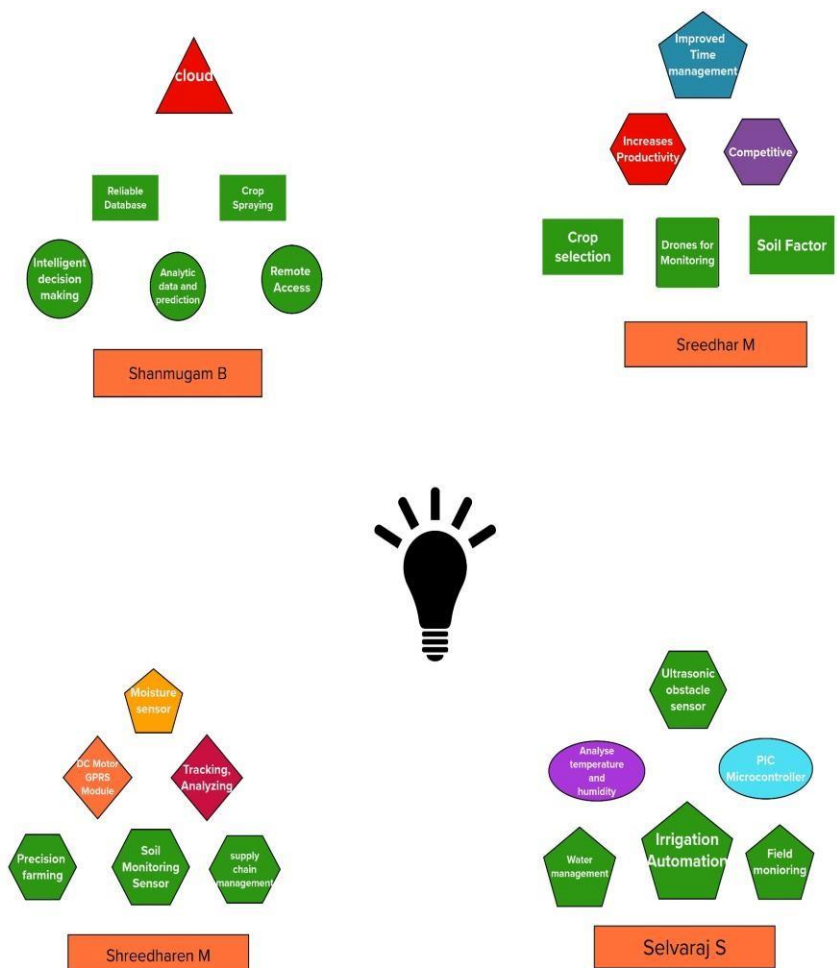 cloud
Reliable
Database
Crop
Spraying
Intelligent
decision
making
Analytic
data and
prediction
Remote
Access
Shanmugam B
Improved
Time
management
Increases
Productivity
Competitive
Crop
selection
Drones for
Monitoring
Soil Factor
Sreedhar M
Moisture
sensor
DC Motor
GPRS
Module
Tracking,
Analyzing
Precision
farming
Soil
Monitoring
Sensor
supply
chain
management
Shreedharen M
Ultrasonic
obstacle
sensor
Analyse
temperature
and
humidity
PIC
Microcontroller
Water
management
Irrigation
Automation
Field
monioring
Selvaraj S